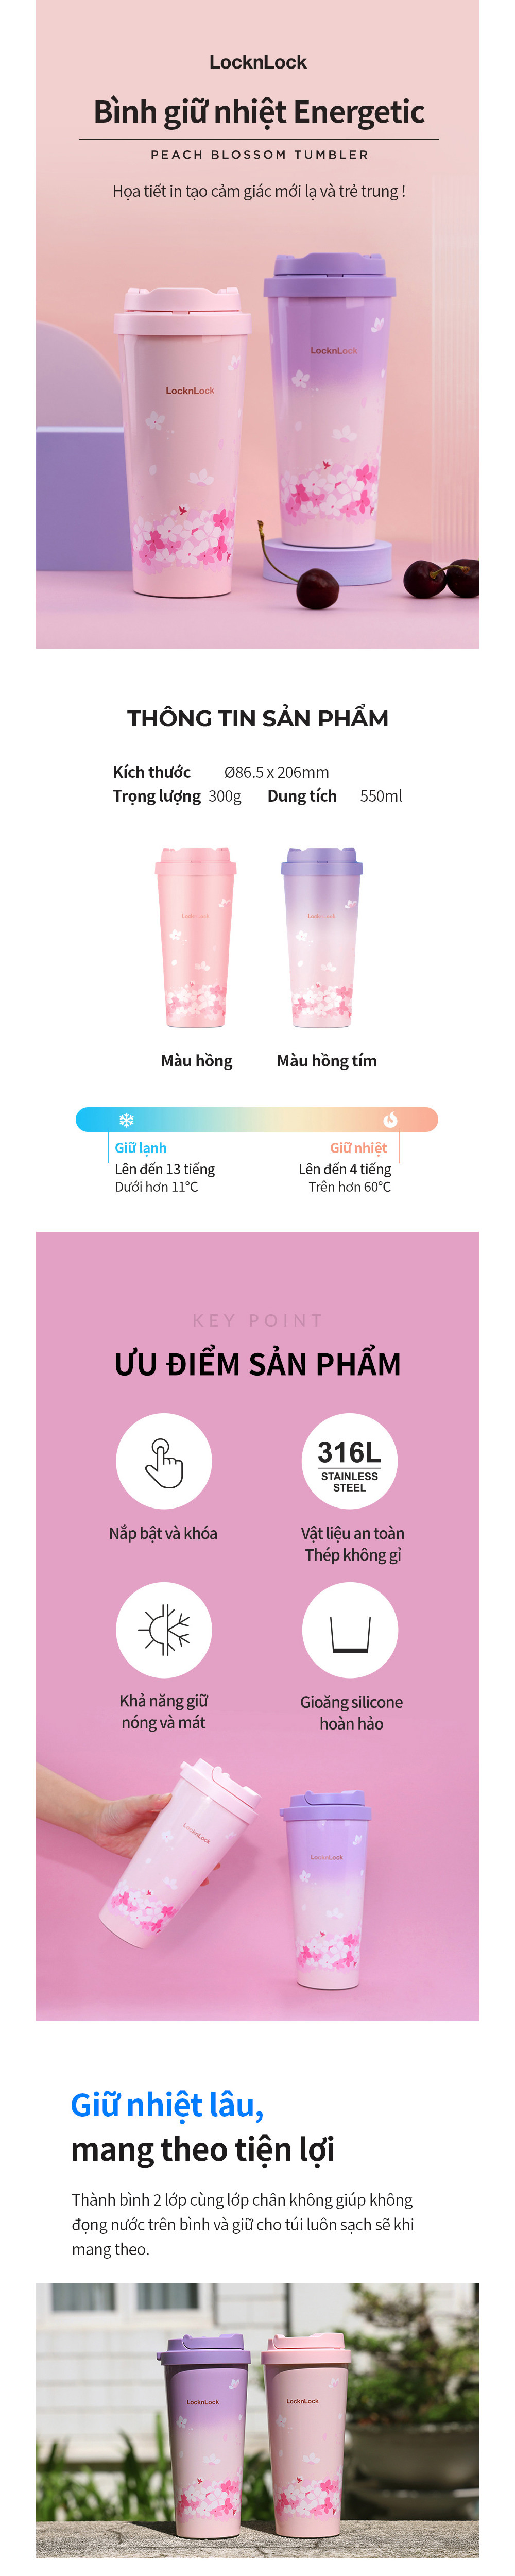 LocknLock
Bình giữ nhiệt Energetic
PEACH BLOSSOM TUMBLER
Họa tiết in tạo cảm giác mới lạ và trẻ trung !
LocknLock
LocknLock
THÔNG TIN SẢN PHẨM
Kích thước Ø86.5 x 206mm
Trọng lượng 300g Dung tích 550ml
LocknLock
LocknLock
Màu hồng
Màu hồng tím
Giữ lạnh
Lên đến 13 tiếng
Dưới hơn 11°C
Giữ nhiệt
Lên đến 4 tiếng
Trên hơn 60°C
KEY POINT
ƯU ĐIỂM SẢN PHẨM
Nắp bật và khóa
316L
STAINLESS
STEEL
Vật liệu an toàn
Thép không gỉ
Khả năng giữ
nóng và mát
Gioăng silicone
hoàn hảo
LocknLock
LocknLock
Giữ nhiệt lâu,
mang theo tiện lợi
Thành bình 2 lớp cùng lớp chân không giúp không
đọng nước trên bình và giữ cho túi luôn sạch sẽ khi
mang theo.
LocknLock
LocknLock